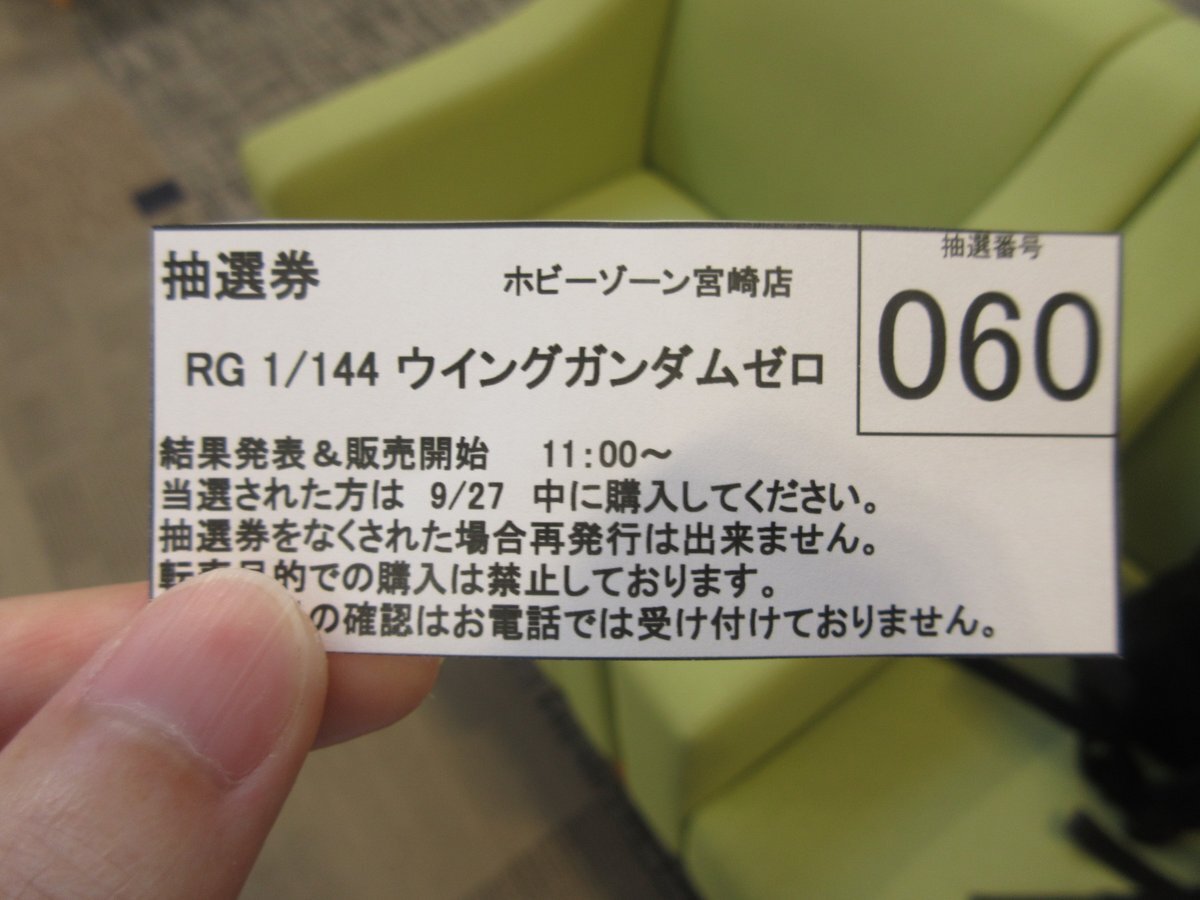 抽選券
ホビーゾーン宮崎店
抽選番号
060
RG 1/144 ウイングガンダムゼロ
結果発表＆販売開始 11:00～
当選された方は 9/27 中に購入してください。
抽選券をなくされた場合再発行は出来ません。
転売目的での購入は禁止しております。
の確認はお電話では受け付けておりません。